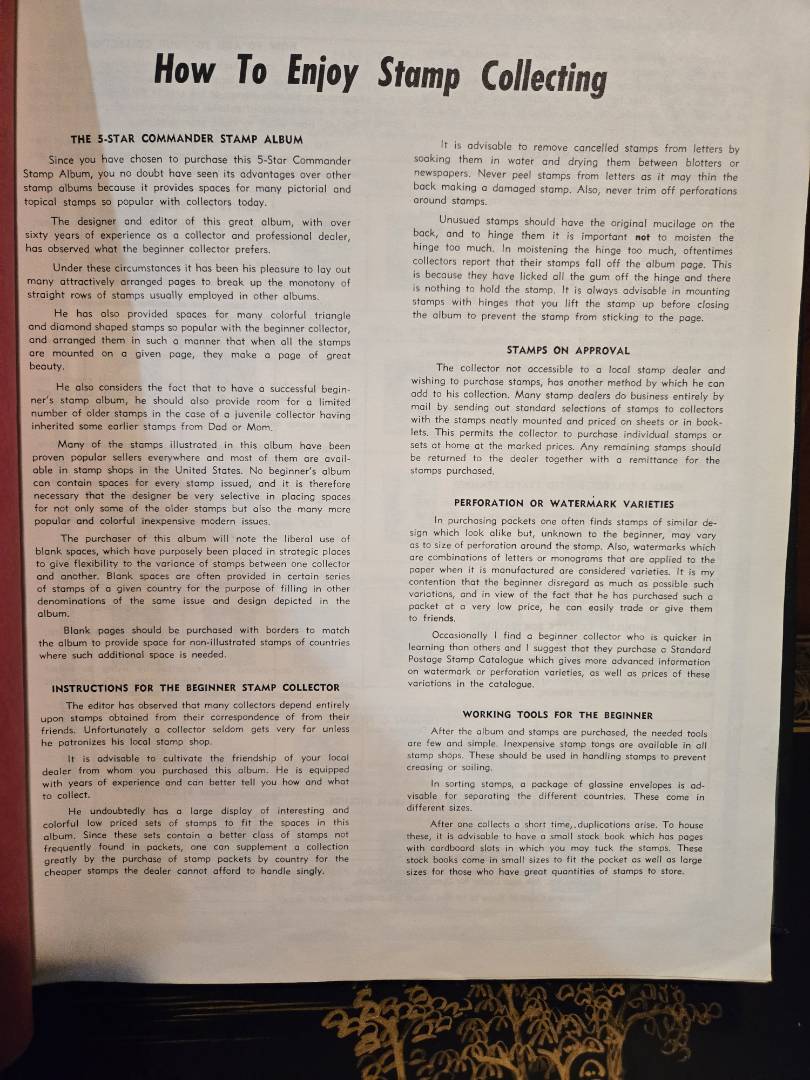 How To Enjoy Stamp Collecting
THE 5-STAR COMMANDER STAMP ALBUM
Since you have chosen to purchase this 5-Star Commander
Stamp Album, you no doubt have seen its advantages over other
stamp albums because it provides spaces for many pictorial and
topical stamps so popular with collectors today.
The designer and editor of this great album, with over
sixty years of experience as a collector and professional dealer,
has observed what the beginner collector prefers.
Under these circumstances it has been his pleasure to lay out
many attractively arranged pages to break up the monotony of
straight rows of stamps usually employed in other albums.
He has also provided spaces for many colorful triangle
and diamond shaped stamps so popular with the beginner collector,
and arranged them in such a manner that when all the stamps
are mounted on a given page, they make a page of great
beauty.
He also considers the fact that to have a successful begin-
ner's stamp album, he should also provide room for a limited
number of older stamps in the case of a juvenile collector having
inherited some earlier stamps from Dad or Mom.
Many of the stamps illustrated in this album have been
proven popular sellers everywhere and most of them are avail-
able in stamp shops in the United States. No beginner's album
can contain spaces for every stamp issued, and it is therefore
necessary that the designer be very selective in placing spaces
for not only some of the older stamps but also the many more
popular and colorful inexpensive modern issues.
The purchaser of this album will note the liberal use of
blank spaces, which have purposely been placed in strategic places
to give flexibility to the variance of stamps between one collector
and another. Blank spaces are often provided in certain series
of stamps of a given country for the purpose of filling in other
denominations of the same issue and design depicted in the
album.
Blank pages should be purchased with borders to match
the album to provide space for non-illustrated stamps of countries
where such additional space is needed.
INSTRUCTIONS FOR THE BEGINNER STAMP COLLECTOR
The editor has observed that many collectors depend entirely
upon stamps obtained from their correspondence of from their
friends. Unfortunately a collector seldom gets very far unless
he patronizes his local stamp shop.
It is advisable to cultivate the friendship of your local
dealer from whom you purchased this album. He is equipped
with years of experience and can better tell you how and what
to collect.
He undoubtedly has a large display of interesting and
colorful low priced sets of stamps to fit the spaces in this
album. Since these sets contain a better class of stamps not
frequently found in packets, one can supplement a collection
greatly by the purchase of stamp packets by country for the
cheaper stamps the dealer cannot afford to handle singly.
It is advisable to remove cancelled stamps from letters by
soaking them in water and drying them between blotters or
newspapers. Never peel stamps from letters as it may thin the
back making a damaged stamp. Also, never trim off perforations
around stamps.
Unusued stamps should have the original mucilage on the
back, and to hinge them it is important not to moisten the
hinge too much. In moistening the hinge too much, oftentimes
collectors report that their stamps fall off the album page. This
is because they have licked all the gum off the hinge and there
is nothing to hold the stamp. It is always advisable in mounting
stamps with hinges that you lift the stamp up before closing
the album to prevent the stamp from sticking to the page.
STAMPS ON APPROVAL
The collector not accessible to a local stamp dealer and
wishing to purchase stamps, has another method by which he can
add to his collection. Many stamp dealers do business entirely by
mail by sending out standard selections of stamps to collectors
with the stamps neatly mounted and priced on sheets or in book-
lets. This permits the collector to purchase individual stamps or
sets at home at the marked prices. Any remaining stamps should
be returned to the dealer together with a remittance for the
stamps purchased.
PERFORATION OR WATERMARK VARIETIES
In purchasing packets one often finds stamps of similar de-
sign which look alike but, unknown to the beginner, may vary
as to size of perforation around the stamp. Also, watermarks which
are combinations of letters or monograms that are applied to the
paper when it is manufactured are considered varieties. It is my
contention that the beginner disregard as much as possible such
variations, and in view of the fact that he has purchased such a
packet at a very low price, he can easily trade or give them
to friends.
Occasionally I find a beginner collector who is quicker in
learning than others and I suggest that they purchase a Standard
Postage Stamp Catalogue which gives more advanced information
on watermark or perforation varieties, as well as prices of these
variations in the catalogue.
WORKING TOOLS FOR THE BEGINNER
After the album and stamps are purchased, the needed tools
are few and simple. Inexpensive stamp tongs are available in all
stamp shops. These should be used in handling stamps to prevent
creasing or soiling.
In sorting stamps, a package of glassine envelopes is ad-
visable for separating the different countries. These come in
different sizes.
After one collects a short time, duplications arise. To house
these, it is advisable to have a small stock book which has pages
with cardboard slots in which you may tuck the stamps. These
stock books come in small sizes to fit the pocket as well as large
sizes for those who have great quantities of stamps to store.